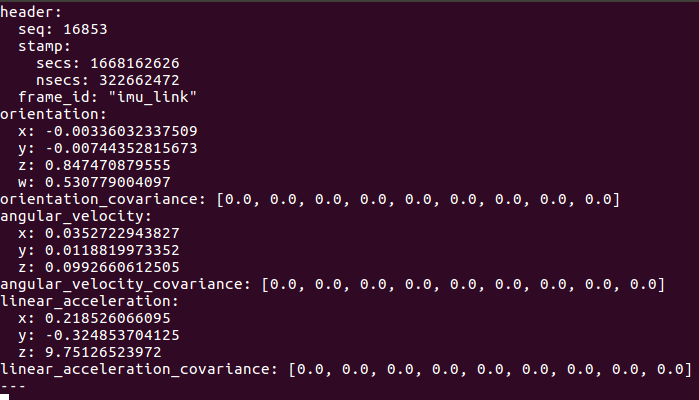 header:
  seq: 16853
  stamp:
    secs: 1668162626
    nsecs: 322662472
  frame_id: "imu_link"
orientation:
  x: -0.00336032337509
  y: -0.00744352815673
  z: 0.847470879555
  w: 0.530779004097
orientation_covariance: [0.0, 0.0, 0.0, 0.0, 0.0, 0.0, 0.0, 0.0, 0.0]
angular_velocity:
  x: 0.0352722943827
  y: 0.0118819973352
  z: 0.0992660612505
angular_velocity_covariance: [0.0, 0.0, 0.0, 0.0, 0.0, 0.0, 0.0, 0.0, 0.0]
linear_acceleration:
  x: 0.218526066095
  y: -0.324853704125
  z: 9.75126523972
linear_acceleration_covariance: [0.0, 0.0, 0.0, 0.0, 0.0, 0.0, 0.0, 0.0, 0.0]
---